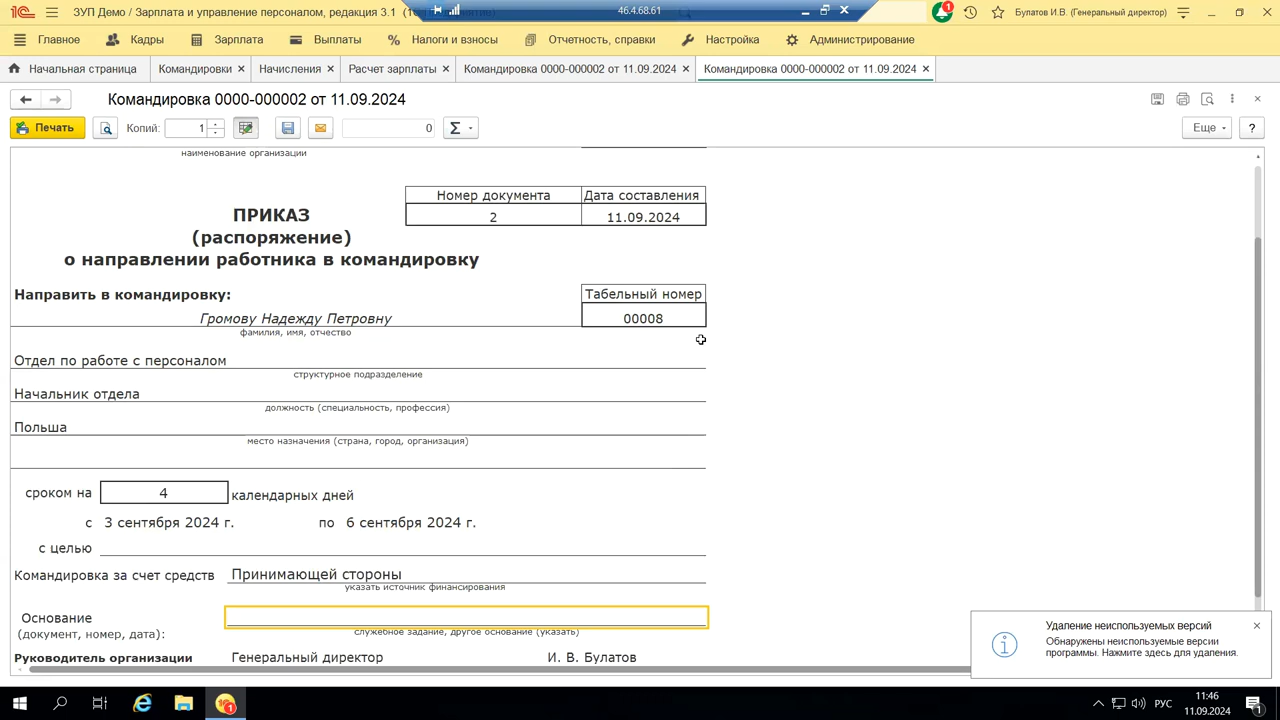 ЗУП Демо / Зарплата и управление персоналом, редакция 3.1 (1С:
46.4.68.61
1
Булатов И.В. (Генеральный директор)
Главное Кадры Зарплата Выплаты Налоги и взносы Отчетность, справки Настройка Администрирование
Начальная страница Командировки × Начисления × Расчет зарплаты × Командировка 0000-000002 от 11.09.2024 × Командировка 0000-000002 от 11.09.2024 ×
Командировка 0000-000002 от 11.09.2024
Печать Копий: 1 0 Σ Еще ?
наименование организации
Номер документа Дата составления
2 11.09.2024
ПРИКАЗ
(распоряжение)
о направлении работника в командировку
Направить в командировку:
Табельный номер
Громову Надежду Петровну 00008
фамилия, имя, отчество
Отдел по работе с персоналом
структурное подразделение
Начальник отдела
должность (специальность, профессия)
Польша
место назначения (страна, город, организация)
сроком на 4 календарных дней
с 3 сентября 2024 г. по 6 сентября 2024 г.
с целью
Командировка за счет средств Принимающей стороны
указать источник финансирования
Основание
(документ, номер, дата):
служебное задание, другое основание (указать)
Руководитель организации Генеральный директор И. В. Булатов
Удаление неиспользуемых версий
Обнаружены неиспользуемые версии
программы. Нажмите здесь для удаления.
РУС
11:46
11.09.2024
1
1